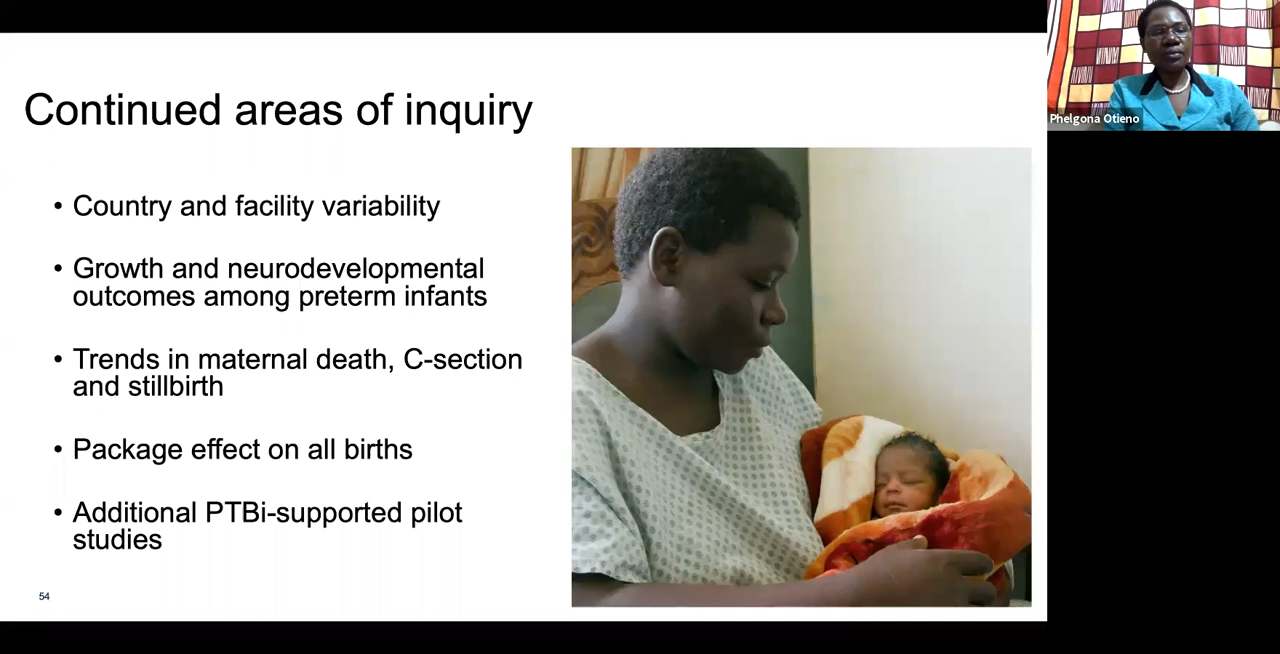 Continued areas of inquiry
• Country and facility variability
• Growth and neurodevelopmental
outcomes among preterm infants
• Trends in maternal death, C-section
and stillbirth
• Package effect on all births
• Additional PTBi-supported pilot
studies
54
Phelgona Otieno